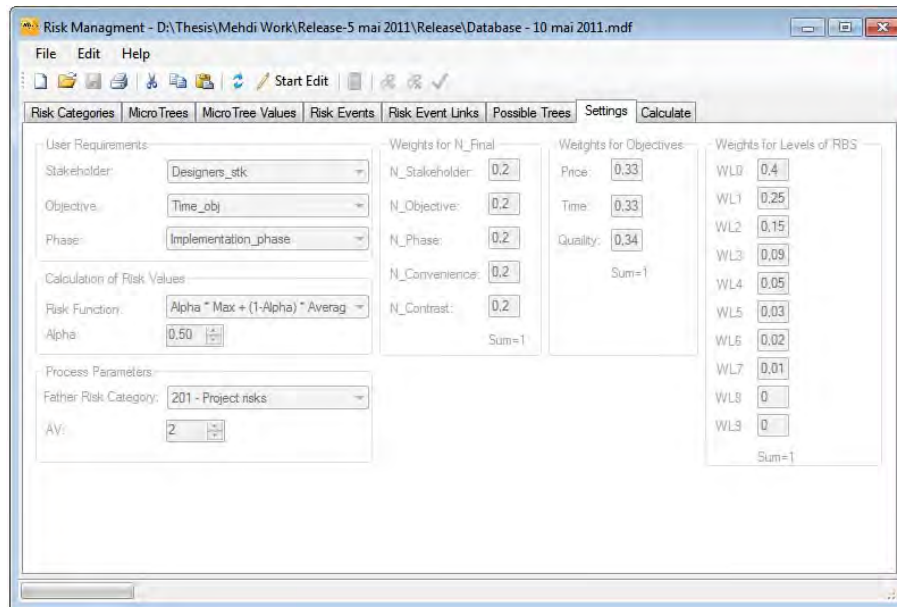 Risk Managment - D:\Thesis\Mehdi Work\Release-5 mai 2011\Release\Database - 10 mai 2011.mdf
File Edit Help
Start Edit
Risk Categories MicroTrees MicroTree Values Risk Events Risk Event Links Possible Trees Settings Calculate
User Requirements
Stakeholder: Designers_stk
Objective: Time_obj
Phase: Implementation_phase
Calculation of Risk Values
Risk Function: Alpha * Max + (1-Alpha) * Averag
Alpha 0,50
Process Parameters
Father Risk Category: 201 - Project risks
AV: 2
Weights for N_Final
N_Stakeholder: 0,2
N_Objective: 0,2
N_Phase: 0,2
N_Convenience: 0,2
N_Contrast: 0,2
Sum=1
Weights for Objectives
Price: 0,33
Time: 0,33
Quality: 0,34
Sum=1
Weights for Levels of RBS
WL0 0,4
WL1 0,25
WL2 0,15
WL3 0,09
WL4 0,05
WL5 0,03
WL6 0,02
WL7 0,01
WL8 0
WL9 0
Sum=1